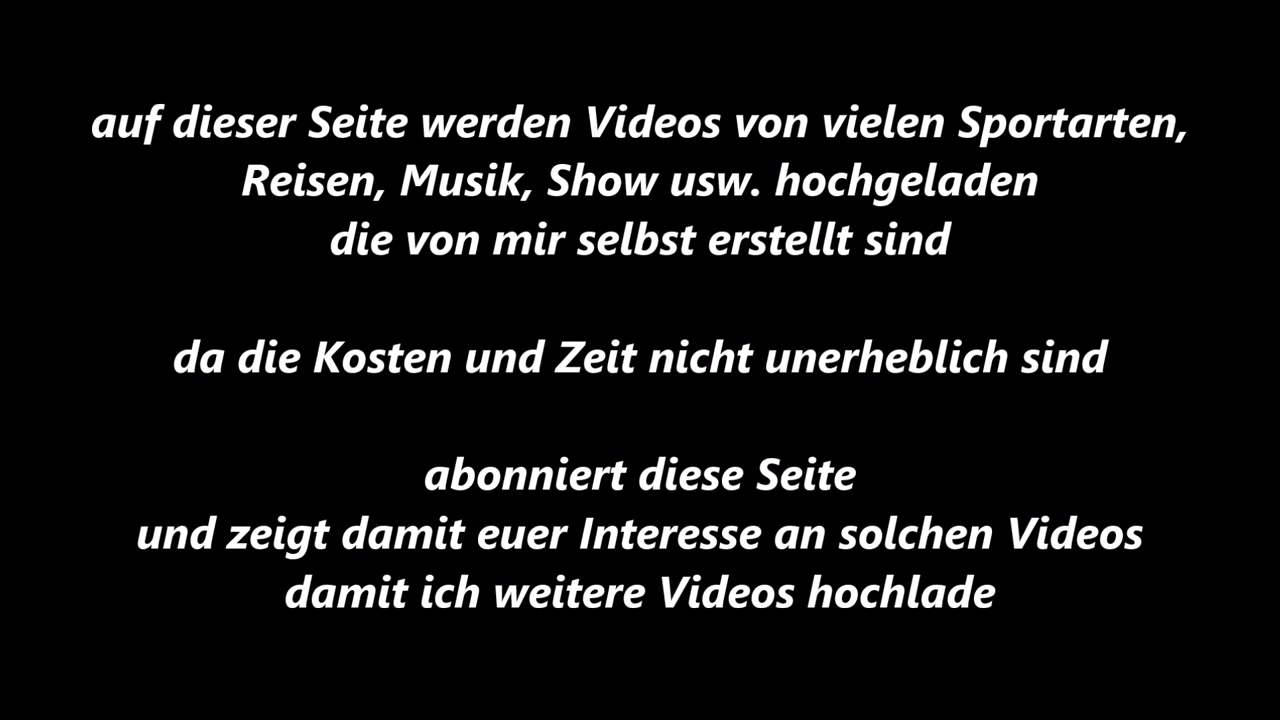 auf dieser Seite werden Videos von vielen Sportarten,
Reisen, Musik, Show usw. hochgeladen
die von mir selbst erstellt sind
da die Kosten und Zeit nicht unerheblich sind
abonniert diese Seite
und zeigt damit euer Interesse an solchen Videos
damit ich weitere Videos hochlade